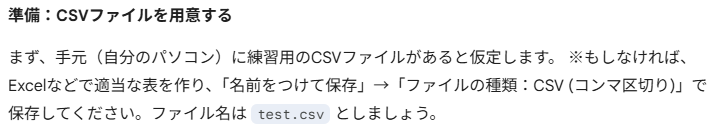 準備：CSVファイルを用意する
まず、手元（自分のパソコン）に練習用のCSVファイルがあると仮定します。 ※もしなければ、
Excelなどで適当な表を作り、「名前をつけて保存」→「ファイルの種類：CSV (コンマ区切り)」で
保存してください。ファイル名は test.csv としましょう。